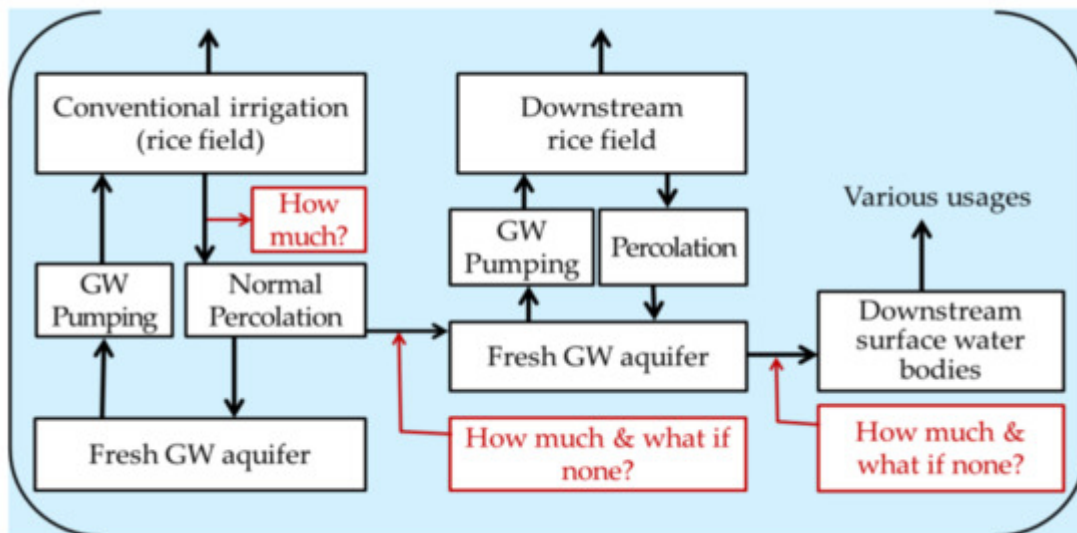 Conventional irrigation
(rice field)
How
much?
GW
Pumping
Normal
Percolation
Fresh GW aquifer
Downstream
rice field
GW
Pumping
Percolation
Fresh GW aquifer
How much & what if
none?
Various usages
Downstream
surface water
bodies
How much &
what if none?